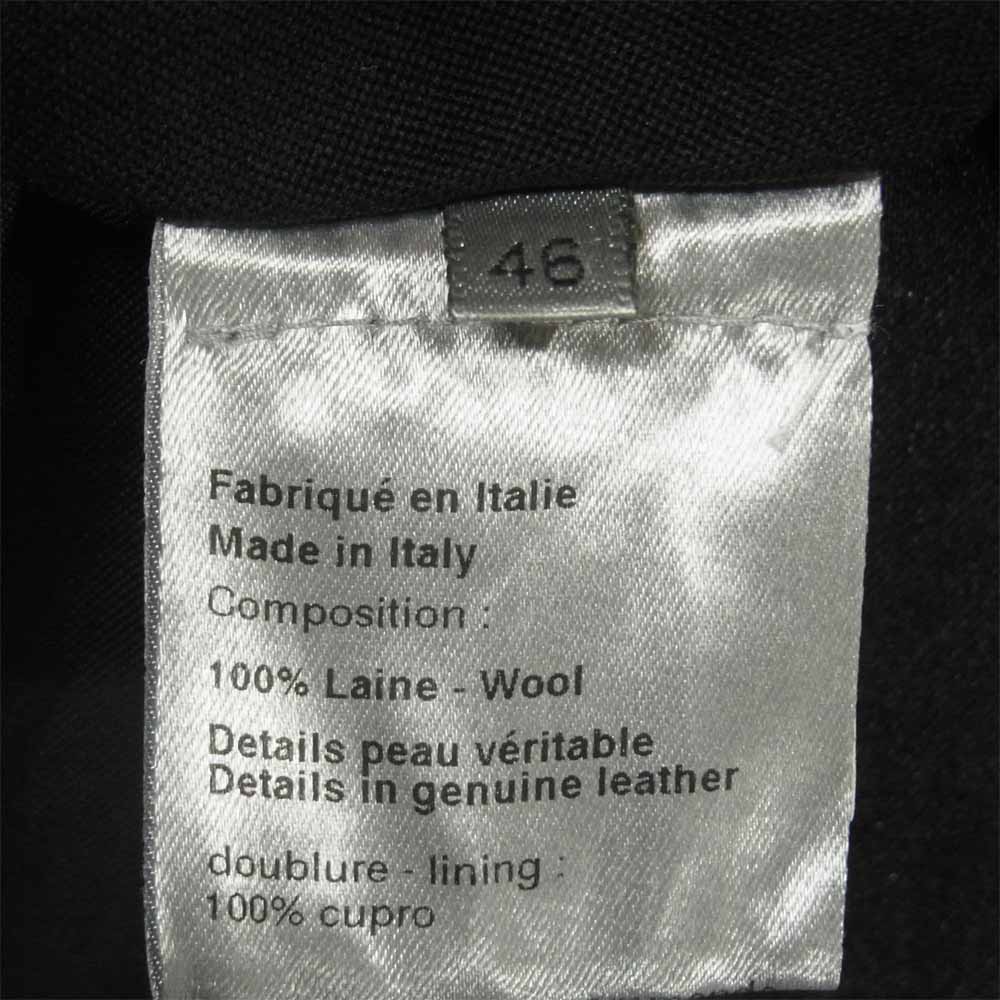 46
Fabriqué en Italie
Made in Italy
Composition :
100% Laine - Wool
Details peau véritable
Details in genuine leather
doublure - lining :
100% cupro